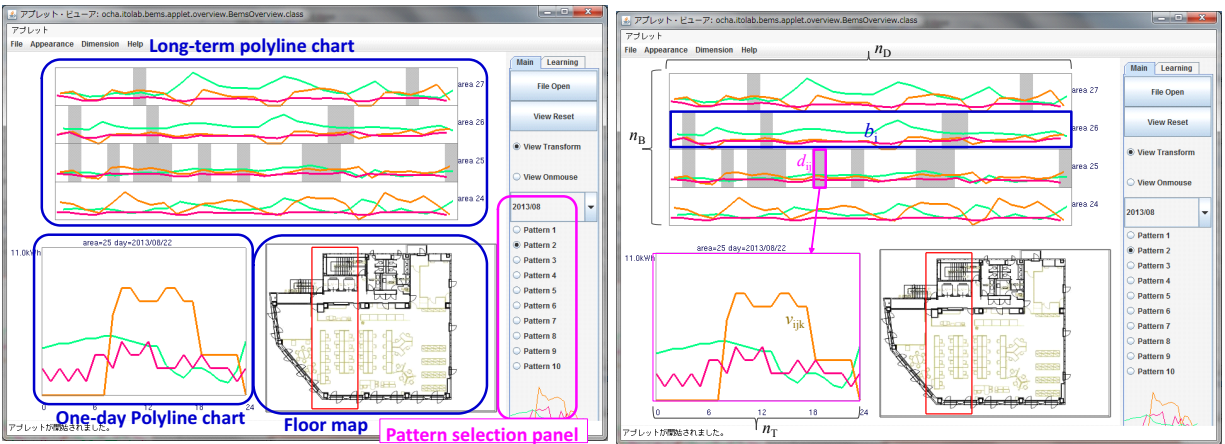 アプレット・ビューア: ocha.itolab.bems.applet.overview.BemsOverview.class
アプレット
File Appearance Dimension Help
Long-term polyline chart
area 27
area 26
area 25
area 24
Main Learning
File Open
View Reset
View Transform
View Onmouse
2013/08
Pattern 1
Pattern 2
Pattern 3
Pattern 4
Pattern 5
Pattern 6
Pattern 7
Pattern 8
Pattern 9
Pattern 10
area=25 day=2013/08/22
11.0kWh
0 6 12 18 24
One-day Polyline chart
Floor map
Pattern selection panel
アプレットが開始されました。
アプレット・ビューア: ocha.itolab.bems.applet.overview.BemsOverview.class
アプレット
File Appearance Dimension Help
nD
nB
area 27
area 26
bi
area 25
dij
area 24
Main Learning
File Open
View Reset
View Transform
View Onmouse
2013/08
Pattern 1
Pattern 2
Pattern 3
Pattern 4
Pattern 5
Pattern 6
Pattern 7
Pattern 8
Pattern 9
Pattern 10
area=25 day=2013/08/22
11.0kWh
vijk
0 6 12 18 24
nT
アプレットが開始されました。